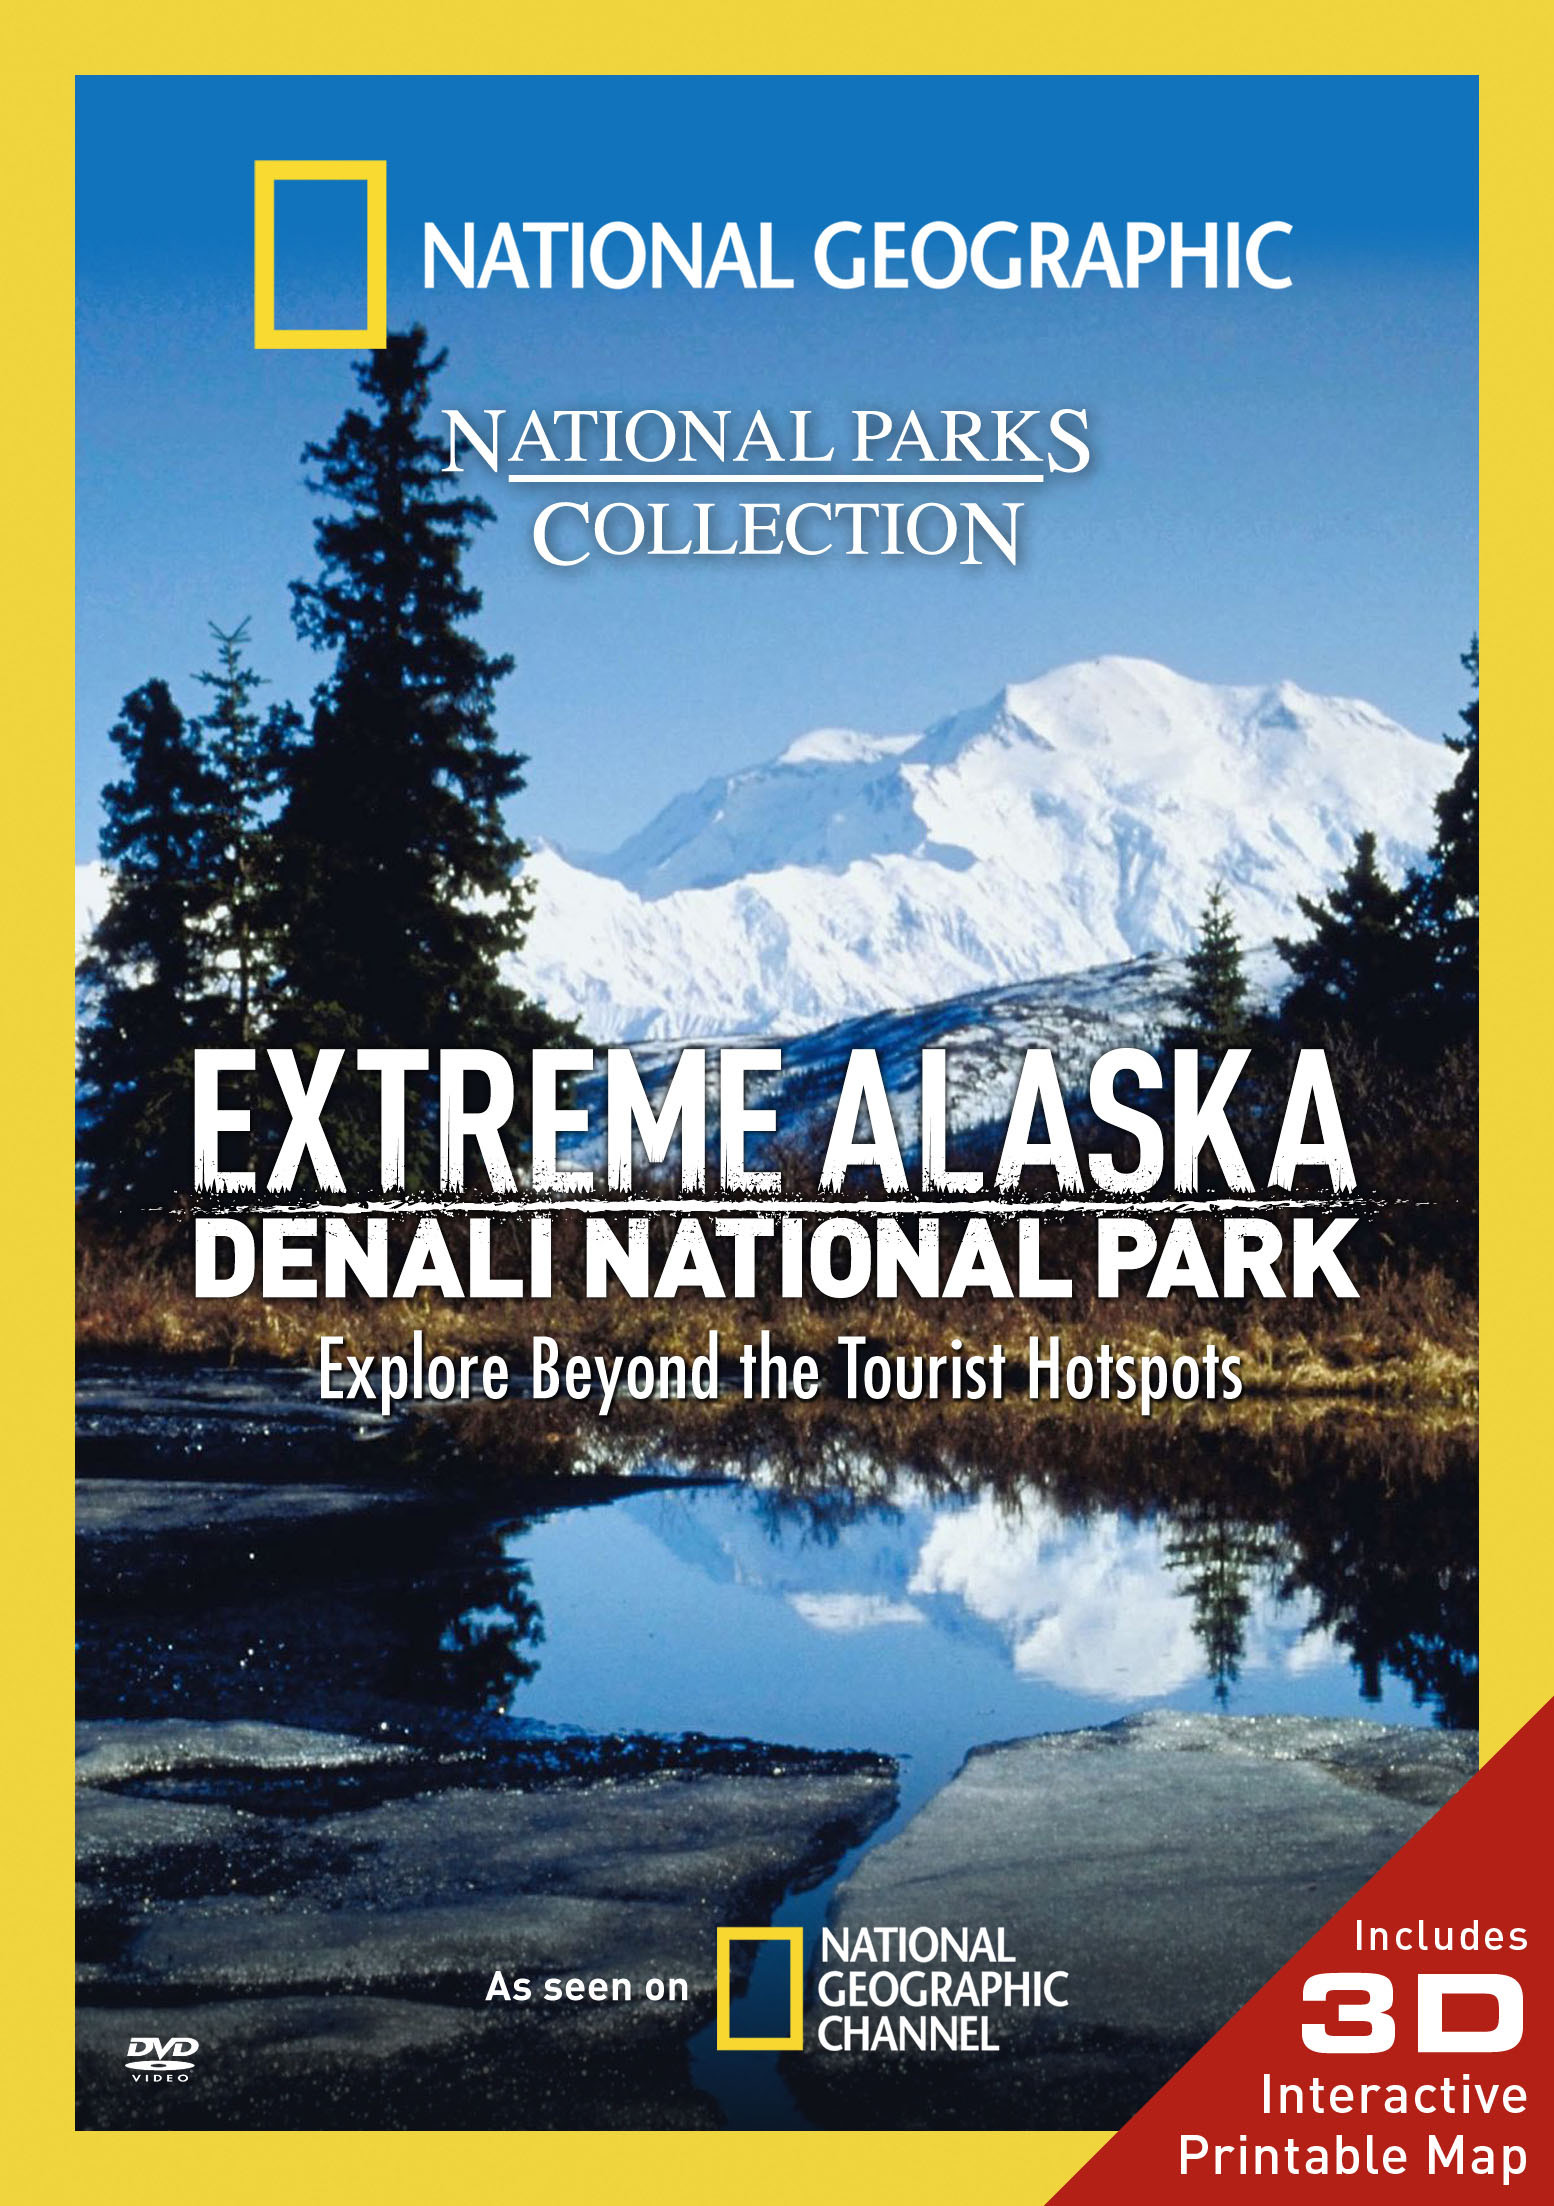 NATIONAL GEOGRAPHIC
NATIONAL PARKS
COLLECTION
EXTREME ALASKA
DENALI NATIONAL PARK
Explore Beyond the Tourist Hotspots
As seen on
NATIONAL
GEOGRAPHIC
CHANNEL
DVD
VIDEO
Includes
3D
Interactive
Printable Map